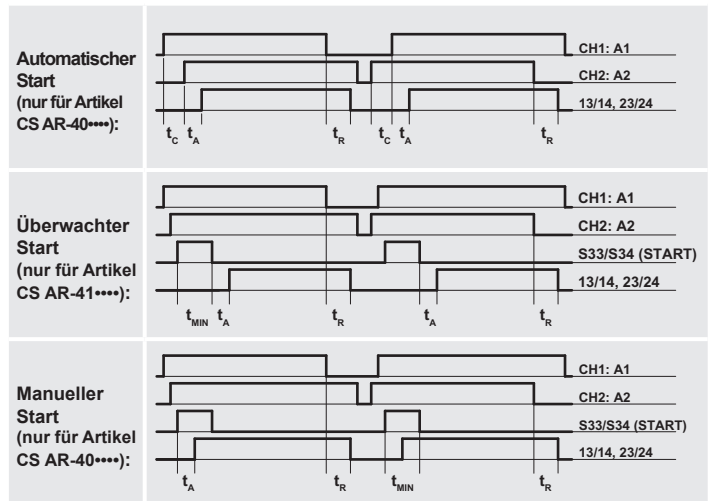 Automatischer
Start
(nur für Artikel
CS AR-40••••):
CH1: A1
CH2: A2
13/14, 23/24
tC tA tR tC tA tR
Überwachter
Start
(nur für Artikel
CS AR-41••••):
CH1: A1
CH2: A2
S33/S34 (START)
13/14, 23/24
tMIN tA tR tA tR
Manueller
Start
(nur für Artikel
CS AR-40••••):
CH1: A1
CH2: A2
S33/S34 (START)
13/14, 23/24
tA tR tMIN tR